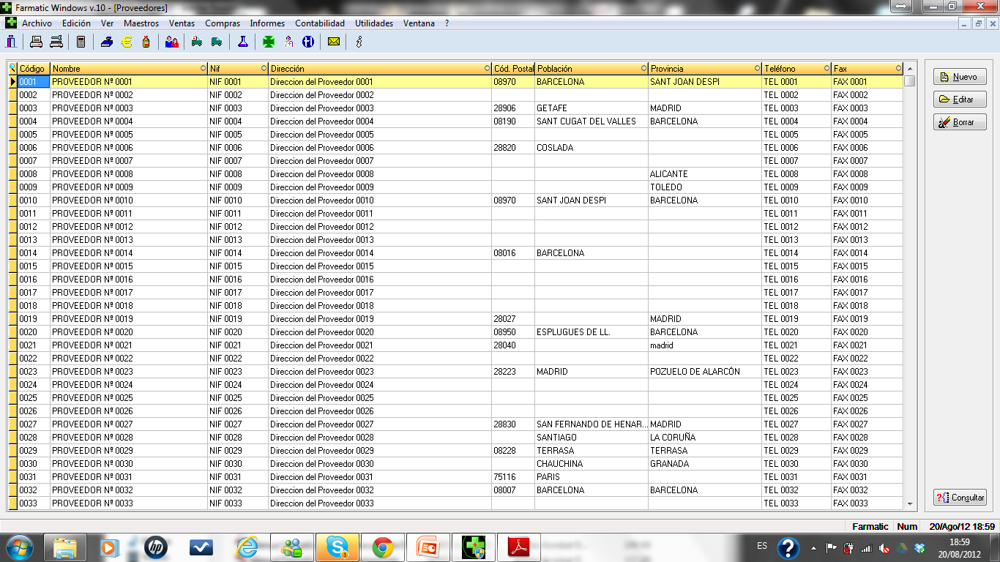 Farmatic Windows v.10 - [Proveedores]
Archivo Edición Ver Maestros Ventas Compras Informes Contabilidad Utilidades Ventana ?
Código Nombre Nif Dirección Cód. Postal Población Provincia Teléfono Fax
0001 PROVEEDOR Nº 0001 NIF 0001 Direccion del Proveedor 0001 08970 BARCELONA SANT JOAN DESPI TEL 0001 FAX 0001
0002 PROVEEDOR Nº 0002 NIF 0002 Direccion del Proveedor 0002 TEL 0002 FAX 0002
0003 PROVEEDOR Nº 0003 NIF 0003 Direccion del Proveedor 0003 28906 GETAFE MADRID TEL 0003 FAX 0003
0004 PROVEEDOR Nº 0004 NIF 0004 Direccion del Proveedor 0004 08190 SANT CUGAT DEL VALLES BARCELONA TEL 0004 FAX 0004
0005 PROVEEDOR Nº 0005 NIF 0005 Direccion del Proveedor 0005 TEL 0005 FAX 0005
0006 PROVEEDOR Nº 0006 NIF 0006 Direccion del Proveedor 0006 28820 COSLADA TEL 0006 FAX 0006
0007 PROVEEDOR Nº 0007 NIF 0007 Direccion del Proveedor 0007 TEL 0007 FAX 0007
0008 PROVEEDOR Nº 0008 NIF 0008 Direccion del Proveedor 0008 ALICANTE TEL 0008 FAX 0008
0009 PROVEEDOR Nº 0009 NIF 0009 Direccion del Proveedor 0009 TOLEDO TEL 0009 FAX 0009
0010 PROVEEDOR Nº 0010 NIF 0010 Direccion del Proveedor 0010 08970 SANT JOAN DESPI BARCELONA TEL 0010 FAX 0010
0011 PROVEEDOR Nº 0011 NIF 0011 Direccion del Proveedor 0011 TEL 0011 FAX 0011
0012 PROVEEDOR Nº 0012 NIF 0012 Direccion del Proveedor 0012 TEL 0012 FAX 0012
0013 PROVEEDOR Nº 0013 NIF 0013 Direccion del Proveedor 0013 TEL 0013 FAX 0013
0014 PROVEEDOR Nº 0014 NIF 0014 Direccion del Proveedor 0014 08016 BARCELONA TEL 0014 FAX 0014
0015 PROVEEDOR Nº 0015 NIF 0015 Direccion del Proveedor 0015 TEL 0015 FAX 0015
0016 PROVEEDOR Nº 0016 NIF 0016 Direccion del Proveedor 0016 TEL 0016 FAX 0016
0017 PROVEEDOR Nº 0017 NIF 0017 Direccion del Proveedor 0017 TEL 0017 FAX 0017
0018 PROVEEDOR Nº 0018 NIF 0018 Direccion del Proveedor 0018 TEL 0018 FAX 0018
0019 PROVEEDOR Nº 0019 NIF 0019 Direccion del Proveedor 0019 28027 MADRID TEL 0019 FAX 0019
0020 PROVEEDOR Nº 0020 NIF 0020 Direccion del Proveedor 0020 08950 ESPLUGUES DE LL. BARCELONA TEL 0020 FAX 0020
0021 PROVEEDOR Nº 0021 NIF 0021 Direccion del Proveedor 0021 28040 madrid TEL 0021 FAX 0021
0022 PROVEEDOR Nº 0022 NIF 0022 Direccion del Proveedor 0022 TEL 0022 FAX 0022
0023 PROVEEDOR Nº 0023 NIF 0023 Direccion del Proveedor 0023 28223 MADRID POZUELO DE ALARCÓN TEL 0023 FAX 0023
0024 PROVEEDOR Nº 0024 NIF 0024 Direccion del Proveedor 0024 TEL 0024 FAX 0024
0025 PROVEEDOR Nº 0025 NIF 0025 Direccion del Proveedor 0025 TEL 0025 FAX 0025
0026 PROVEEDOR Nº 0026 NIF 0026 Direccion del Proveedor 0026 TEL 0026 FAX 0026
0027 PROVEEDOR Nº 0027 NIF 0027 Direccion del Proveedor 0027 28830 SAN FERNANDO DE HENAR... MADRID TEL 0027 FAX 0027
0028 PROVEEDOR Nº 0028 NIF 0028 Direccion del Proveedor 0028 SANTIAGO LA CORUÑA TEL 0028 FAX 0028
0029 PROVEEDOR Nº 0029 NIF 0029 Direccion del Proveedor 0029 08228 TERRASA TERRASA TEL 0029 FAX 0029
0030 PROVEEDOR Nº 0030 NIF 0030 Direccion del Proveedor 0030 CHAUCHINA GRANADA TEL 0030 FAX 0030
0031 PROVEEDOR Nº 0031 NIF 0031 Direccion del Proveedor 0031 75116 PARIS TEL 0031 FAX 0031
0032 PROVEEDOR Nº 0032 NIF 0032 Direccion del Proveedor 0032 08007 BARCELONA BARCELONA TEL 0032 FAX 0032
0033 PROVEEDOR Nº 0033 NIF 0033 Direccion del Proveedor 0033 TEL 0033 FAX 0033
Nuevo
Editar
Borrar
Consultar
Farmatic Num 20/Ago/12 18:59
hp
ES
18:59
20/08/2012